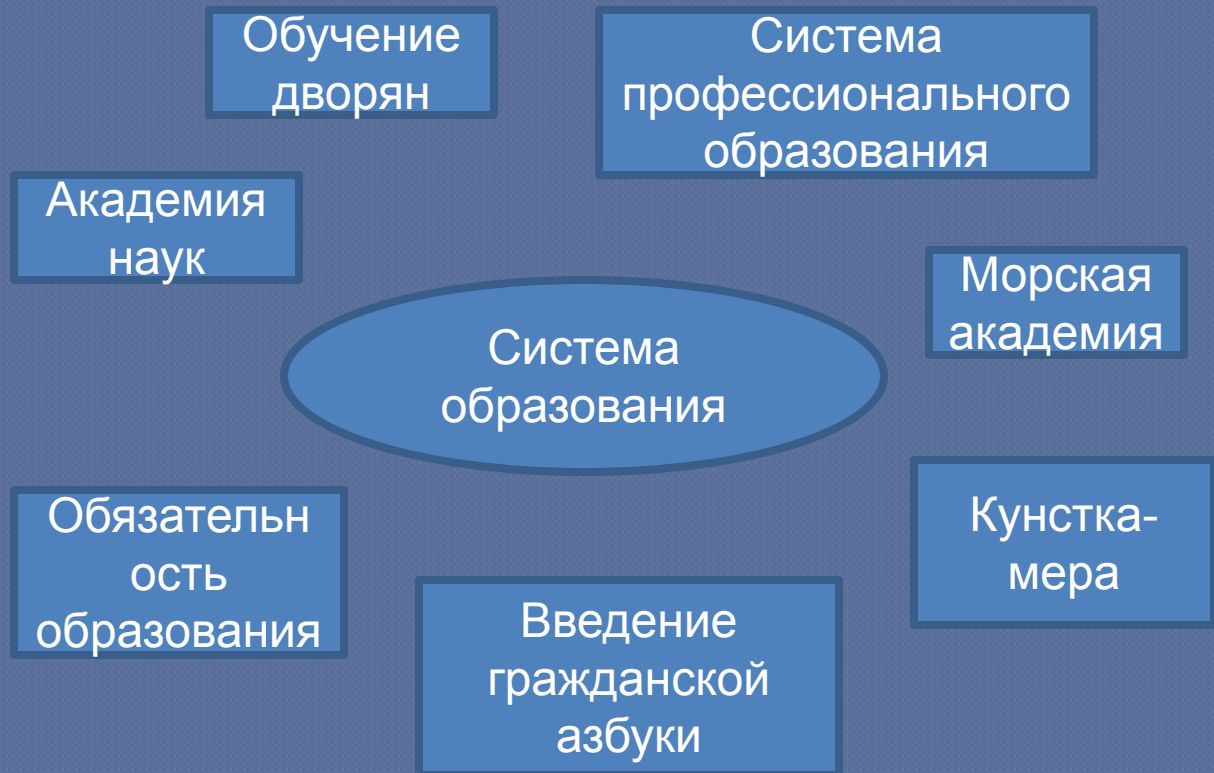 Обучение
дворян
Система
профессионального
образования
Академия
наук
Морская
академия
Система
образования
Обязательн
ость
образования
Кунстка-
мера
Введение
гражданской
азбуки